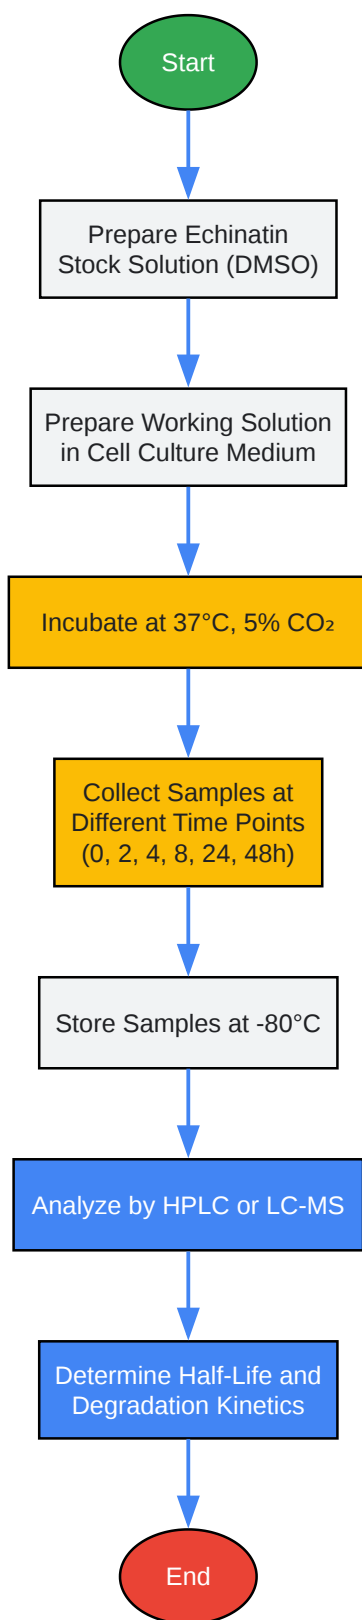 Start
Prepare Echinatin
Stock Solution (DMSO)
Prepare Working Solution
in Cell Culture Medium
Incubate at 37°C, 5% CO₂
Collect Samples at
Different Time Points
(0, 2, 4, 8, 24, 48h)
Store Samples at -80°C
Analyze by HPLC or LC-MS
Determine Half-Life and
Degradation Kinetics
End